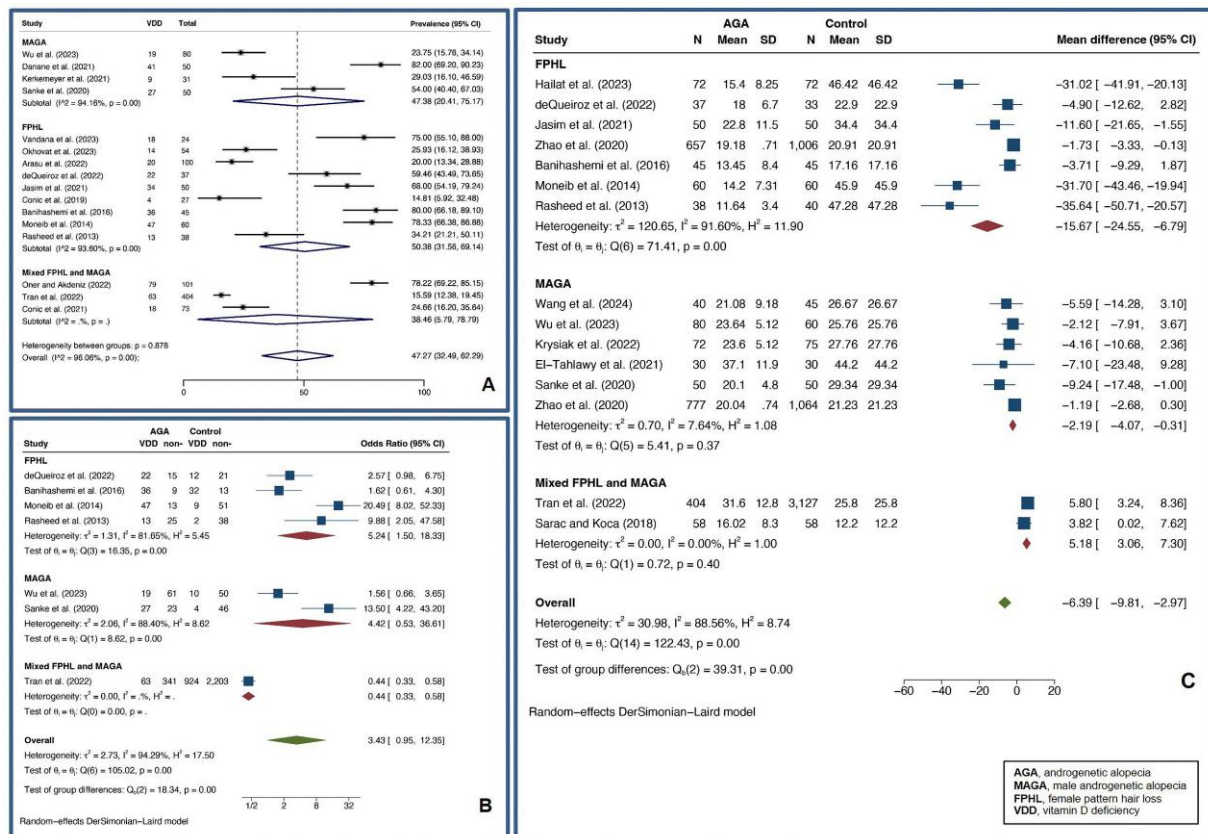 Study VDD Total Prevalence (95% CI)
MAGA
Wu et al. (2023) 19 80 23.75 (15.76, 34.14)
Danane et al. (2021) 41 50 82.00 (69.20, 90.23)
Kerkemeyer et al. (2021) 9 31 29.03 (16.10, 46.59)
Sanke et al. (2020) 27 50 54.00 (40.40, 67.03)
Subtotal (I^2 = 94.16%, p = 0.00) 47.38 (20.41, 75.17)
FPHL
Vandana et al. (2023) 18 24 75.00 (55.10, 88.00)
Okhovat et al. (2023) 14 54 25.93 (16.12, 38.93)
Arasu et al. (2022) 20 100 20.00 (13.34, 28.88)
deQueiroz et al. (2022) 22 37 59.46 (43.49, 73.65)
Jasim et al. (2021) 34 50 68.00 (54.19, 79.24)
Conic et al. (2019) 4 27 14.81 (5.92, 32.48)
Banihashemi et al. (2016) 36 45 80.00 (66.18, 89.10)
Moneib et al. (2014) 47 60 78.33 (66.38, 86.88)
Rasheed et al. (2013) 13 38 34.21 (21.21, 50.11)
Subtotal (I^2 = 93.60%, p = 0.00) 50.38 (31.56, 69.14)
Mixed FPHL and MAGA
Oner and Akdeniz (2022) 79 101 78.22 (69.22, 85.15)
Tran et al. (2022) 63 404 15.59 (12.38, 19.45)
Conic et al. (2021) 18 73 24.66 (16.20, 35.64)
Subtotal (I^2 = .%, p = .) 38.46 (5.79, 78.79)
Heterogeneity between groups: p = 0.878
Overall (I^2 = 96.06%, p = 0.00); 47.27 (32.49, 62.29)
0 50 100
A
AGA Control
Study VDD non- VDD non- Odds Ratio (95% CI)
FPHL
deQueiroz et al. (2022) 22 15 12 21 2.57 [ 0.98, 6.75]
Banihashemi et al. (2016) 36 9 32 13 1.62 [ 0.61, 4.30]
Moneib et al. (2014) 47 13 9 51 20.49 [ 8.02, 52.33]
Rasheed et al. (2013) 13 25 2 38 9.88 [ 2.05, 47.58]
Heterogeneity: τ² = 1.31, I² = 81.65%, H² = 5.45 5.24 [ 1.50, 18.33]
Test of θᵢ = θⱼ: Q(3) = 16.35, p = 0.00
MAGA
Wu et al. (2023) 19 61 10 50 1.56 [ 0.66, 3.65]
Sanke et al. (2020) 27 23 4 46 13.50 [ 4.22, 43.20]
Heterogeneity: τ² = 2.06, I² = 88.40%, H² = 8.62 4.42 [ 0.53, 36.61]
Test of θᵢ = θⱼ: Q(1) = 8.62, p = 0.00
Mixed FPHL and MAGA
Tran et al. (2022) 63 341 924 2,203 0.44 [ 0.33, 0.58]
Heterogeneity: τ² = 0.00, I² = .%, H² = . 0.44 [ 0.33, 0.58]
Test of θᵢ = θⱼ: Q(0) = 0.00, p = .
Overall 3.43 [ 0.95, 12.35]
Heterogeneity: τ² = 2.73, I² = 94.29%, H² = 17.50
Test of θᵢ = θⱼ: Q(6) = 105.02, p = 0.00
Test of group differences: Q_b(2) = 18.34, p = 0.00
1/2 2 8 32
B
Random−effects DerSimonian−Laird model
AGA Control
Study N Mean SD N Mean SD Mean difference (95% CI)
FPHL
Hailat et al. (2023) 72 15.4 8.25 72 46.42 46.42 −31.02 [ −41.91, −20.13]
deQueiroz et al. (2022) 37 18 6.7 33 22.9 22.9 −4.90 [ −12.62, 2.82]
Jasim et al. (2021) 50 22.8 11.5 50 34.4 34.4 −11.60 [ −21.65, −1.55]
Zhao et al. (2020) 657 19.18 .71 1,006 20.91 20.91 −1.73 [ −3.33, −0.13]
Banihashemi et al. (2016) 45 13.45 8.4 45 17.16 17.16 −3.71 [ −9.29, 1.87]
Moneib et al. (2014) 60 14.2 7.31 60 45.9 45.9 −31.70 [ −43.46, −19.94]
Rasheed et al. (2013) 38 11.64 3.4 40 47.28 47.28 −35.64 [ −50.71, −20.57]
Heterogeneity: τ² = 120.65, I² = 91.60%, H² = 11.90 −15.67 [ −24.55, −6.79]
Test of θᵢ = θⱼ: Q(6) = 71.41, p = 0.00
MAGA
Wang et al. (2024) 40 21.08 9.18 45 26.67 26.67 −5.59 [ −14.28, 3.10]
Wu et al. (2023) 80 23.64 5.12 60 25.76 25.76 −2.12 [ −7.91, 3.67]
Krysiak et al. (2022) 72 23.6 5.12 75 27.76 27.76 −4.16 [ −10.68, 2.36]
El−Tahlawy et al. (2021) 30 37.1 11.9 30 44.2 44.2 −7.10 [ −23.48, 9.28]
Sanke et al. (2020) 50 20.1 4.8 50 29.34 29.34 −9.24 [ −17.48, −1.00]
Zhao et al. (2020) 777 20.04 .74 1,064 21.23 21.23 −1.19 [ −2.68, 0.30]
Heterogeneity: τ² = 0.70, I² = 7.64%, H² = 1.08 −2.19 [ −4.07, −0.31]
Test of θᵢ = θⱼ: Q(5) = 5.41, p = 0.37
Mixed FPHL and MAGA
Tran et al. (2022) 404 31.6 12.8 3,127 25.8 25.8 5.80 [ 3.24, 8.36]
Sarac and Koca (2018) 58 16.02 8.3 58 12.2 12.2 3.82 [ 0.02, 7.62]
Heterogeneity: τ² = 0.00, I² = 0.00%, H² = 1.00 5.18 [ 3.06, 7.30]
Test of θᵢ = θⱼ: Q(1) = 0.72, p = 0.40
Overall −6.39 [ −9.81, −2.97]
Heterogeneity: τ² = 30.98, I² = 88.56%, H² = 8.74
Test of θᵢ = θⱼ: Q(14) = 122.43, p = 0.00
Test of group differences: Q_b(2) = 39.31, p = 0.00
C
−60 −40 −20 0 20
Random−effects DerSimonian−Laird model
AGA, androgenetic alopecia
MAGA, male androgenetic alopecia
FPHL, female pattern hair loss
VDD, vitamin D deficiency